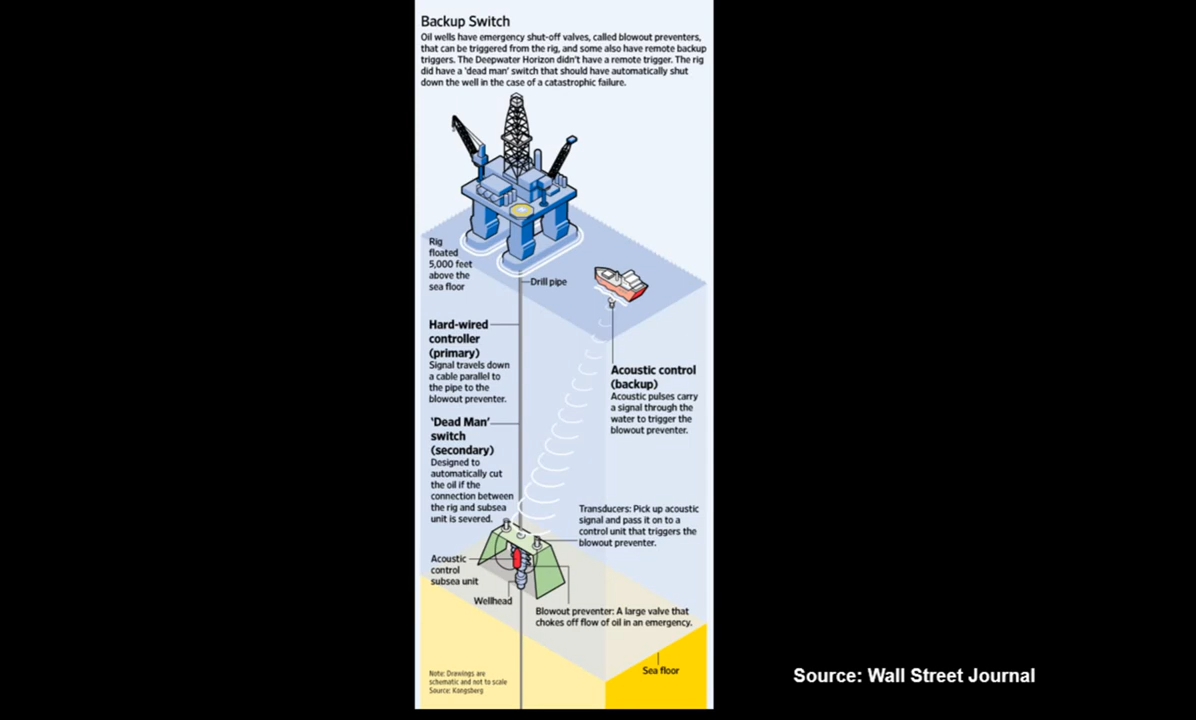 Backup Switch
Oil wells have emergency shut-off valves, called blowout preventers,
that can be triggered from the rig, and some also have remote backup
triggers. The Deepwater Horizon didn't have a remote trigger. The rig
did have a 'dead man' switch that should have automatically shut
down the well in the case of a catastrophic failure.
Rig
floated
5,000 feet
above the
sea floor
Drill pipe
Hard-wired
controller
(primary)
Signal travels down
a cable parallel to
the pipe to the
blowout preventer.
Acoustic control
(backup)
Acoustic pulses carry
a signal through the
water to trigger the
blowout preventer.
'Dead Man'
switch
(secondary)
Designed to
automatically cut
the oil if the
connection between
the rig and subsea
unit is severed.
Transducers: Pick up acoustic
signal and pass it on to a
control unit that triggers the
blowout preventer.
Acoustic
control
subsea unit
Wellhead
Blowout preventer: A large valve that
chokes off flow of oil in an emergency.
Sea floor
Note: Drawings are
schematic and not to scale
Source: Kongsberg
Source: Wall Street Journal